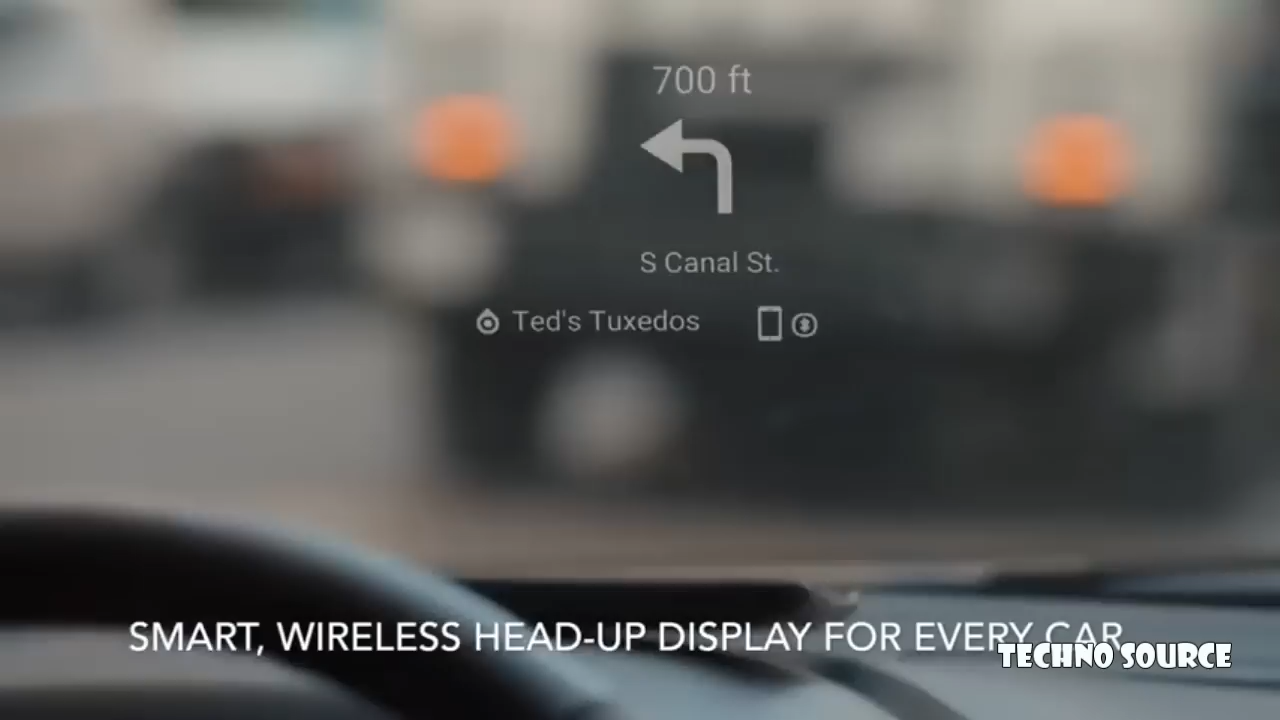 700 ft
S Canal St.
Ted's Tuxedos
SMART, WIRELESS HEAD-UP DISPLAY FOR EVERY CAR
TECHNO SOURCE